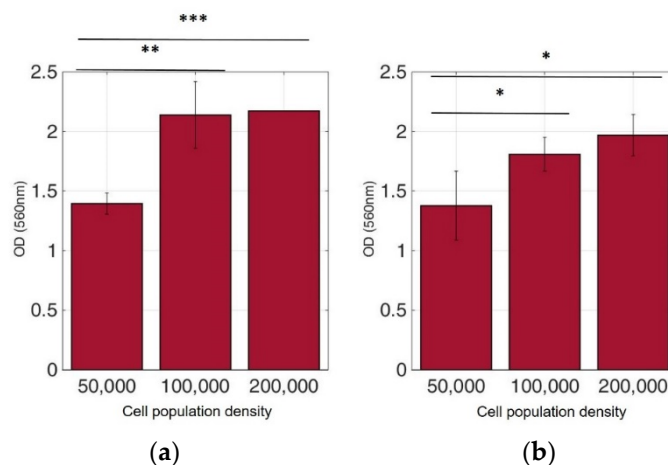 ***
**
2.5
2
1.5
1
0.5
0
OD (560nm)
50,000 100,000 200,000
Cell population density
(a)
*
*
2.5
2
1.5
1
0.5
0
OD (560nm)
50,000 100,000 200,000
Cell population density
(b)